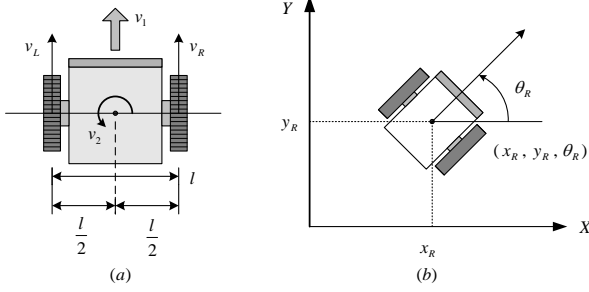 v_1
v_L
v_R
v_2
l
l/2
l/2
(a)
Y
θ_R
y_R
(x_R, y_R, θ_R)
X
x_R
(b)